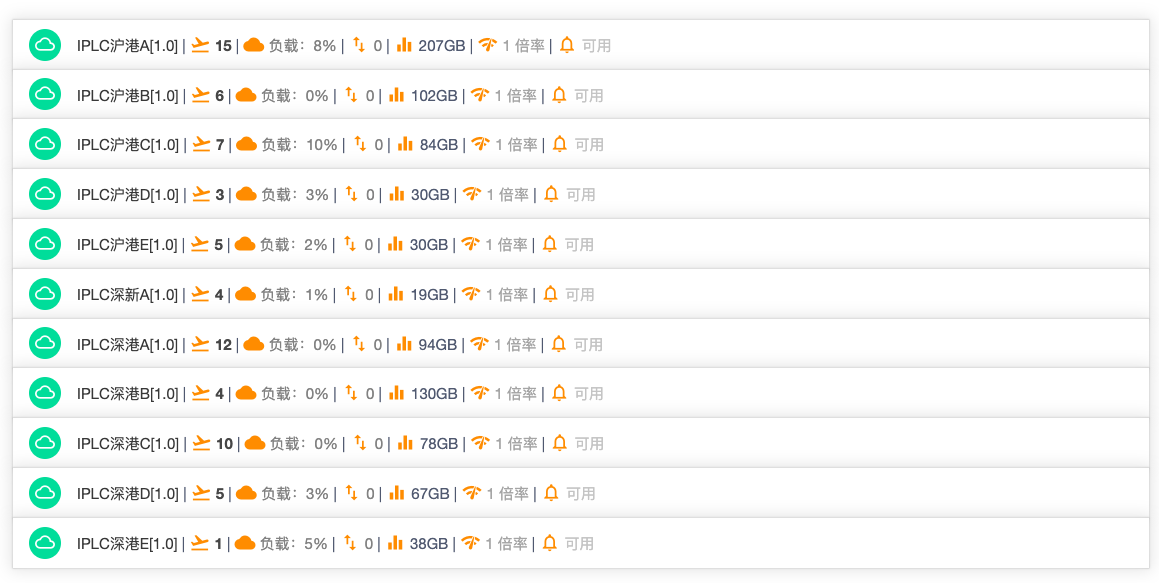 IPLC沪港A[1.0] | 15 | 负载：8% | 0 | 207GB | 1 倍率 | 可用
IPLC沪港B[1.0] | 6 | 负载：0% | 0 | 102GB | 1 倍率 | 可用
IPLC沪港C[1.0] | 7 | 负载：10% | 0 | 84GB | 1 倍率 | 可用
IPLC沪港D[1.0] | 3 | 负载：3% | 0 | 30GB | 1 倍率 | 可用
IPLC沪港E[1.0] | 5 | 负载：2% | 0 | 30GB | 1 倍率 | 可用
IPLC深新A[1.0] | 4 | 负载：1% | 0 | 19GB | 1 倍率 | 可用
IPLC深港A[1.0] | 12 | 负载：0% | 0 | 94GB | 1 倍率 | 可用
IPLC深港B[1.0] | 4 | 负载：0% | 0 | 130GB | 1 倍率 | 可用
IPLC深港C[1.0] | 10 | 负载：0% | 0 | 78GB | 1 倍率 | 可用
IPLC深港D[1.0] | 5 | 负载：3% | 0 | 67GB | 1 倍率 | 可用
IPLC深港E[1.0] | 1 | 负载：5% | 0 | 38GB | 1 倍率 | 可用